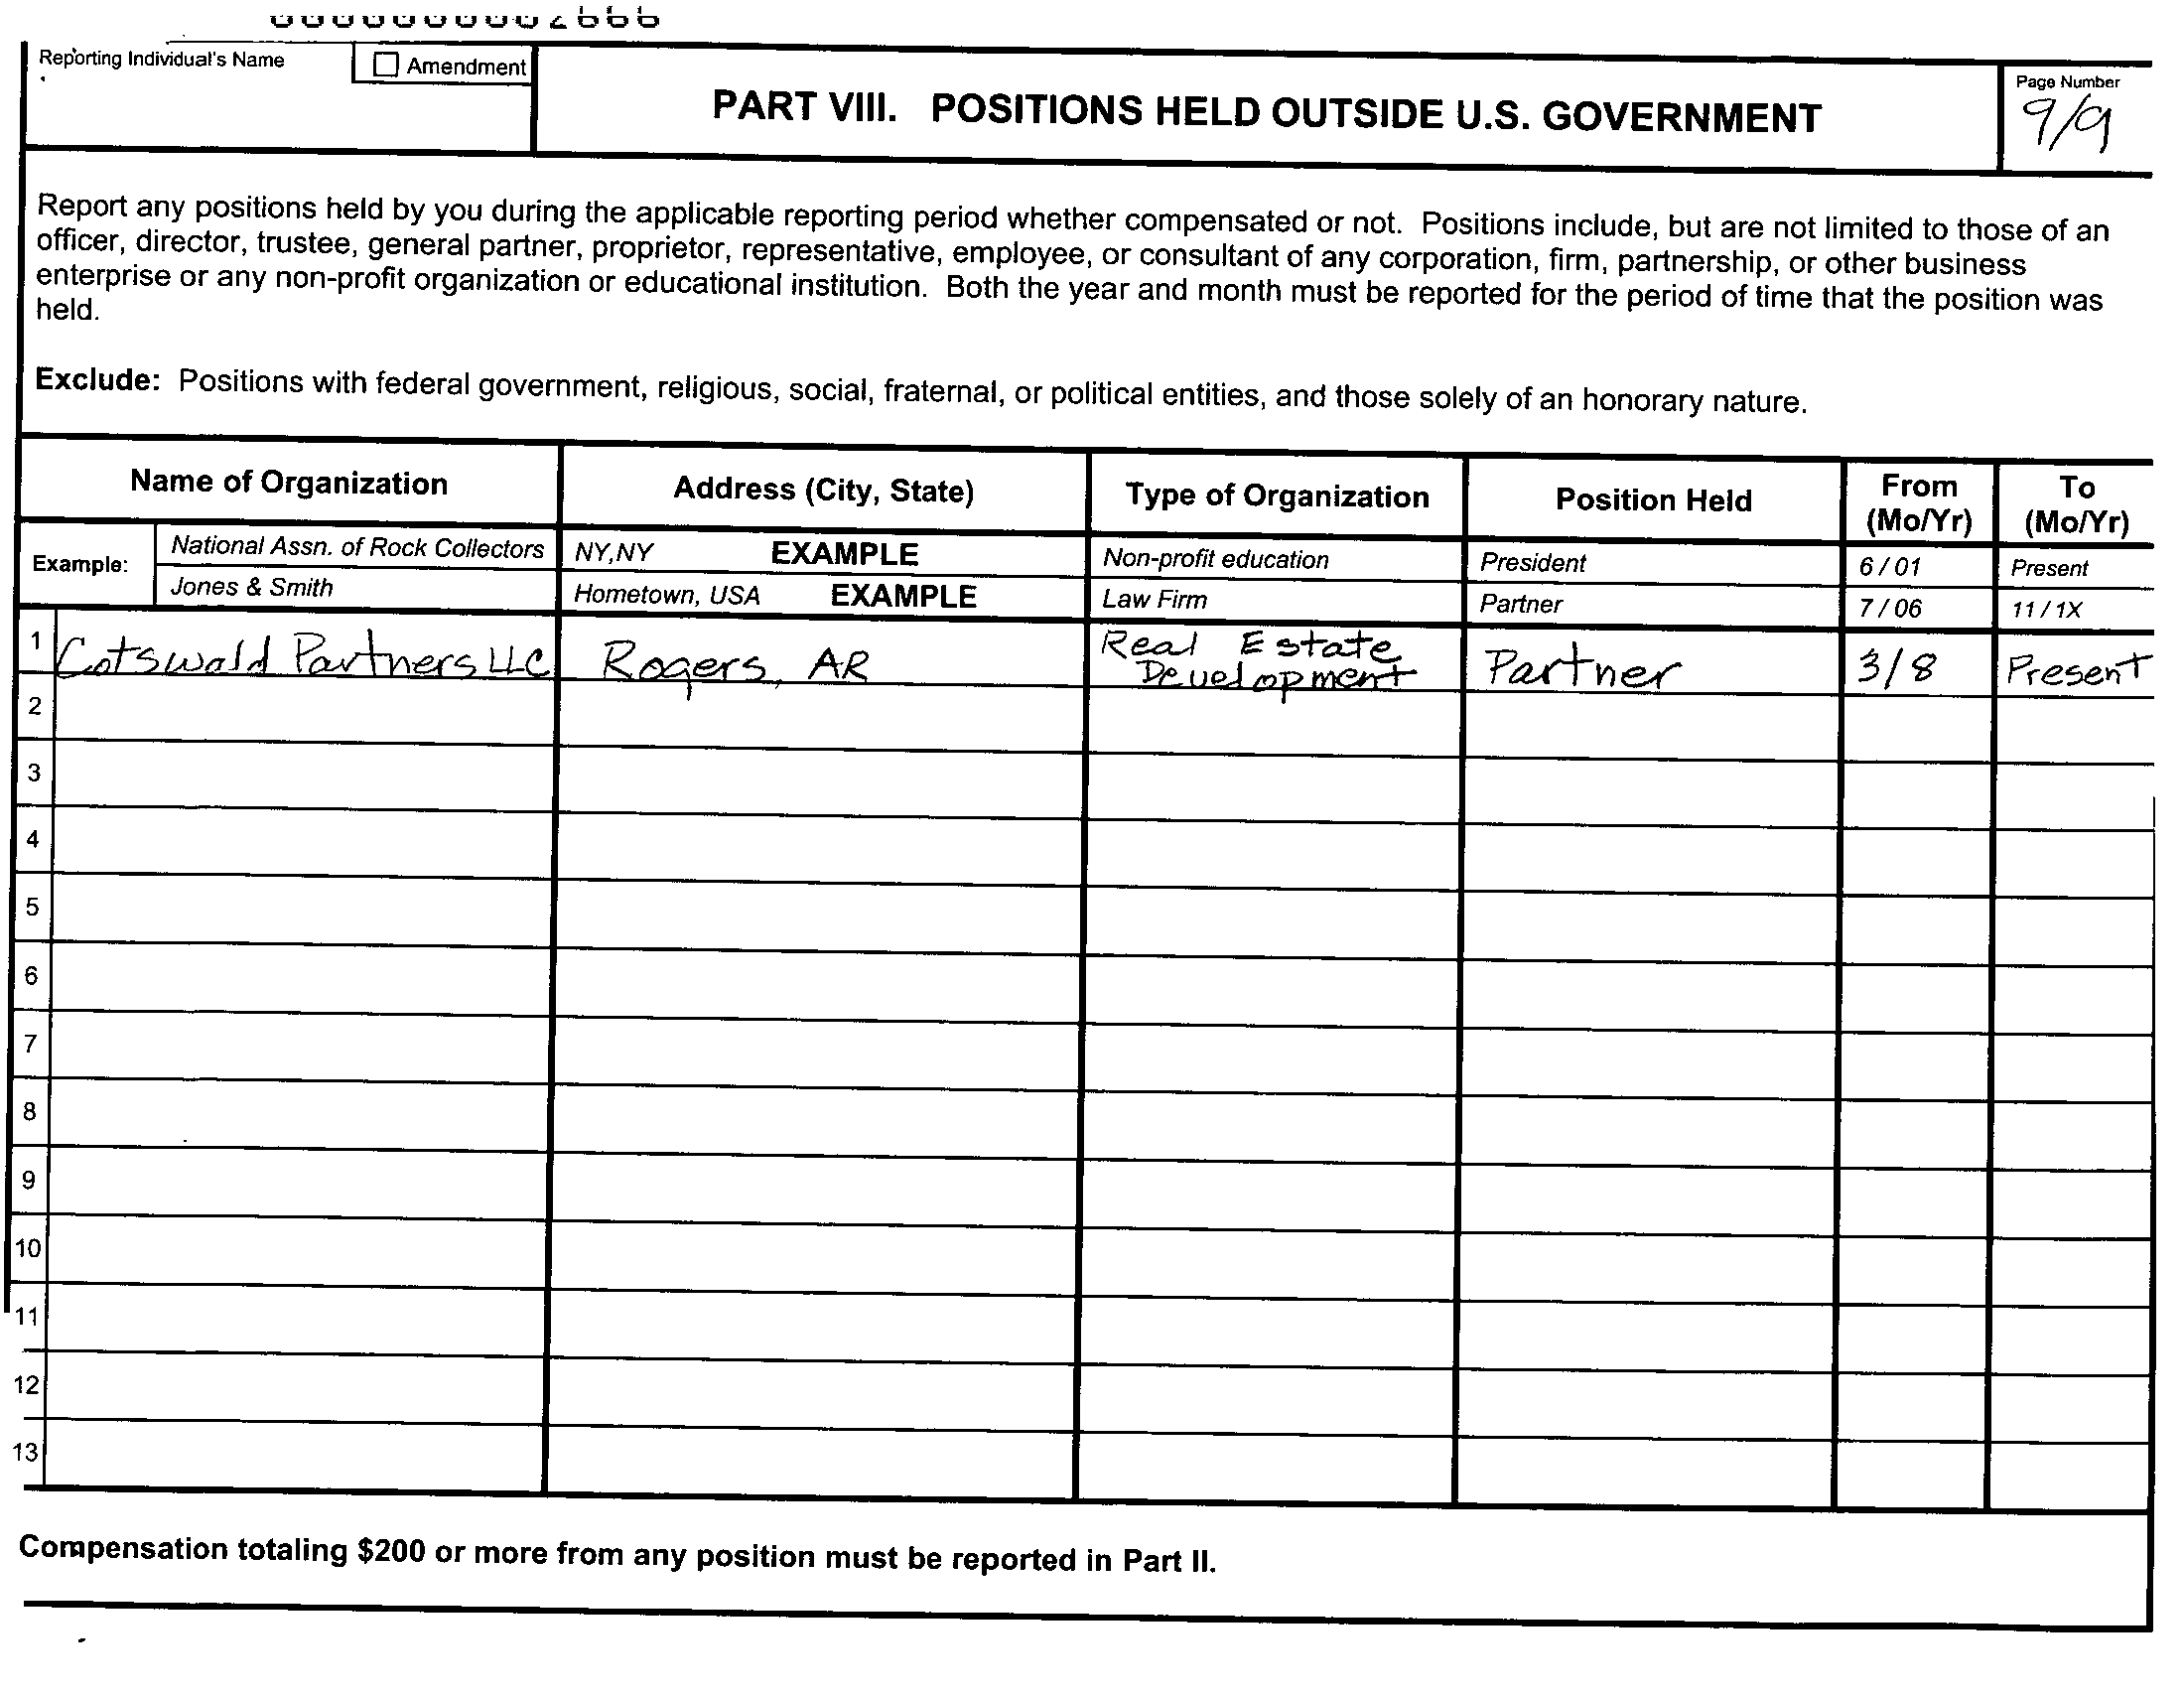 Reporting Individual's Name
Amendment
PART VIII. POSITIONS HELD OUTSIDE U.S. GOVERNMENT
Page Number
9/9
Report any positions held by you during the applicable reporting period whether compensated or not. Positions include, but are not limited to those of an
officer, director, trustee, general partner, proprietor, representative, employee, or consultant of any corporation, firm, partnership, or other business
enterprise or any non-profit organization or educational institution. Both the year and month must be reported for the period of time that the position was
held.
Exclude: Positions with federal government, religious, social, fraternal, or political entities, and those solely of an honorary nature.
Name of Organization Address (City, State) Type of Organization Position Held From (Mo/Yr) To (Mo/Yr)
Example: National Assn. of Rock Collectors NY,NY EXAMPLE Non-profit education President 6 / 01 Present
Jones & Smith Hometown, USA EXAMPLE Law Firm Partner 7 / 06 11 / 1X
1 Cotswald Partners LLC Rogers, AR Real Estate Development Partner 3/8 Present
2
3
4
5
6
7
8
9
10
11
12
13
Compensation totaling $200 or more from any position must be reported in Part II.